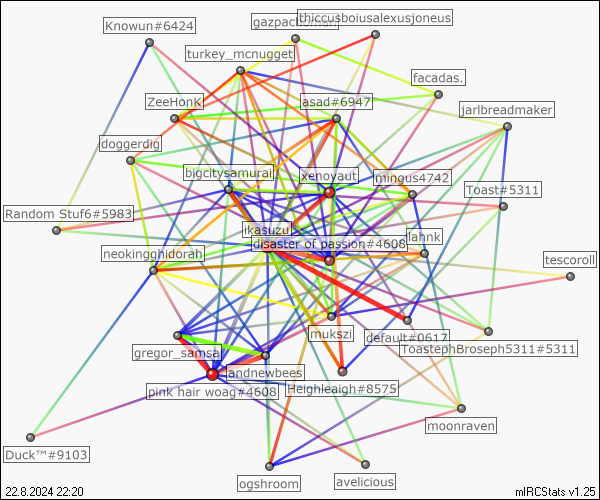 Knowun#6424
thiccusboiusalexusjoneus
turkey_mcnugget
facadas.
ZeeHonK
asad#6947
jarlbreadmaker
doggerdig
bigcitysamurai
xenoyaut
mingus4742
Toast#5311
Random Stuf6#5983
ikasuzu
disaster of passion#4608
lahnk
neokingghidorah
tescoroll
mukszi
default#0617
gregor_samsa
ToastephBroseph5311#5311
landnewbees
pink hair woag#4608
Heighleigh#8575
moonraven
Duck™#9103
ogshroom
avelicious
22.8.2024 22:20
mIRCStats v1.25